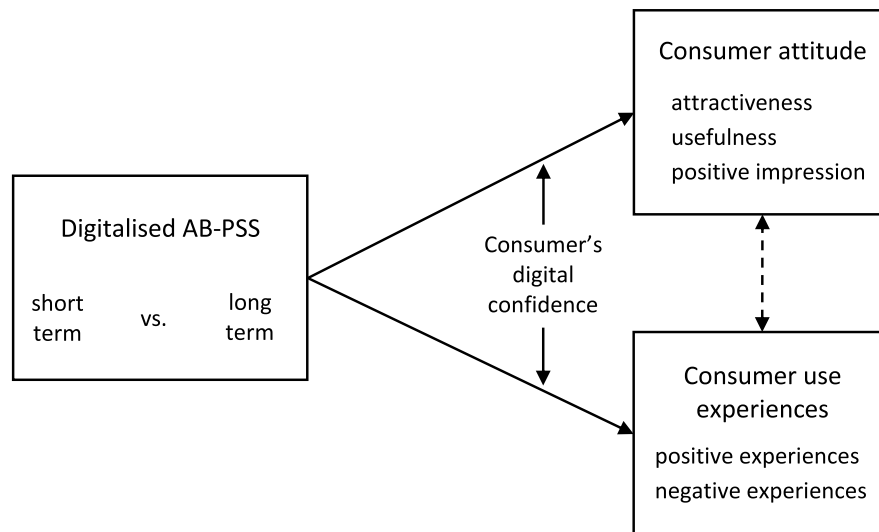 Consumer attitude
attractiveness
usefulness
positive impression
Digitalised AB-PSS
short
term
vs.
long
term
Consumer’s
digital
confidence
Consumer use
experiences
positive experiences
negative experiences